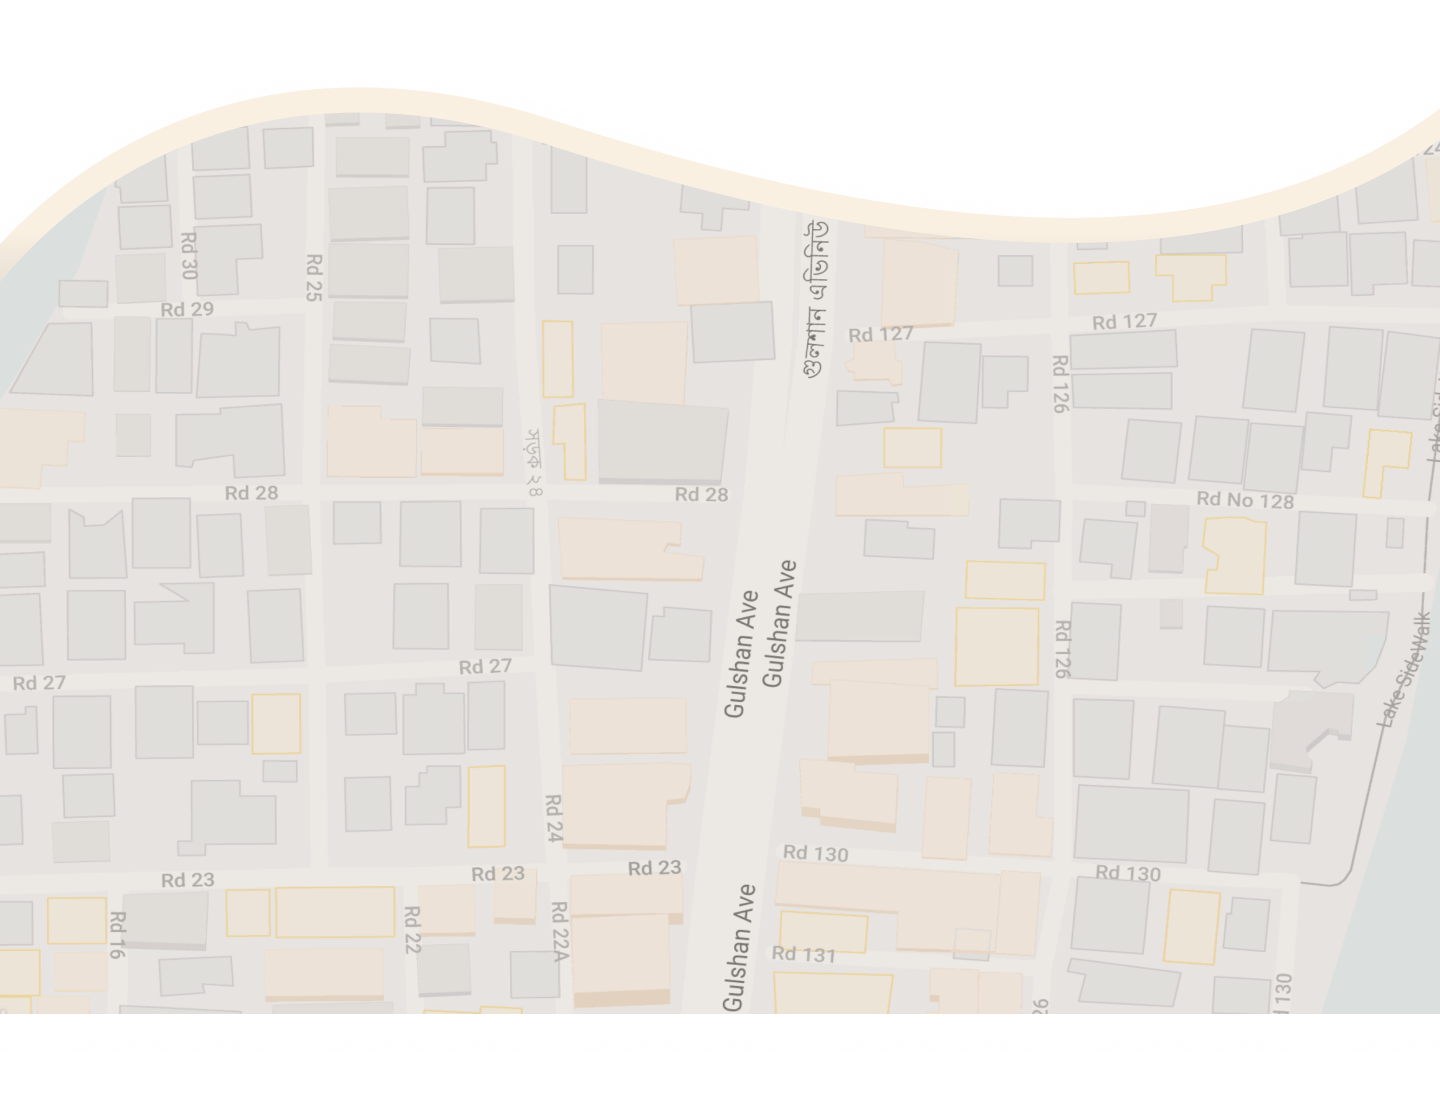 Rd 30
Rd 25
Rd 29
গুলশান এভিনিউ
Rd 127
Rd 127
Rd 126
সড়ক ২৪
Rd 28
Rd 28
Rd No 128
Gulshan Ave
Gulshan Ave
Rd 126
Lake SideWalk
Rd 27
Rd 27
Rd 24
Rd 130
Rd 23
Rd 23
Rd 23
Rd 130
Rd 16
Rd 22
Rd 22A
Gulshan Ave
Rd 131